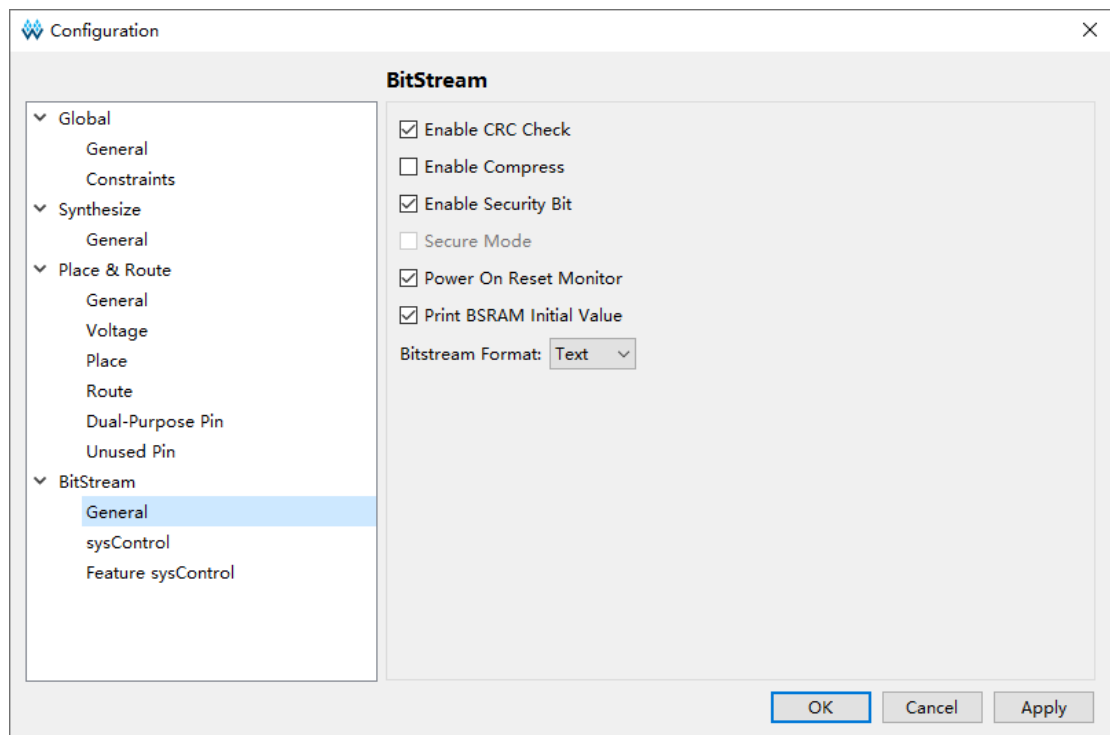 Configuration
BitStream
Global
General
Constraints
Synthesize
General
Place & Route
General
Voltage
Place
Route
Dual-Purpose Pin
Unused Pin
BitStream
General
sysControl
Feature sysControl
Enable CRC Check
Enable Compress
Enable Security Bit
Secure Mode
Power On Reset Monitor
Print BSRAM Initial Value
Bitstream Format: Text
OK Cancel Apply